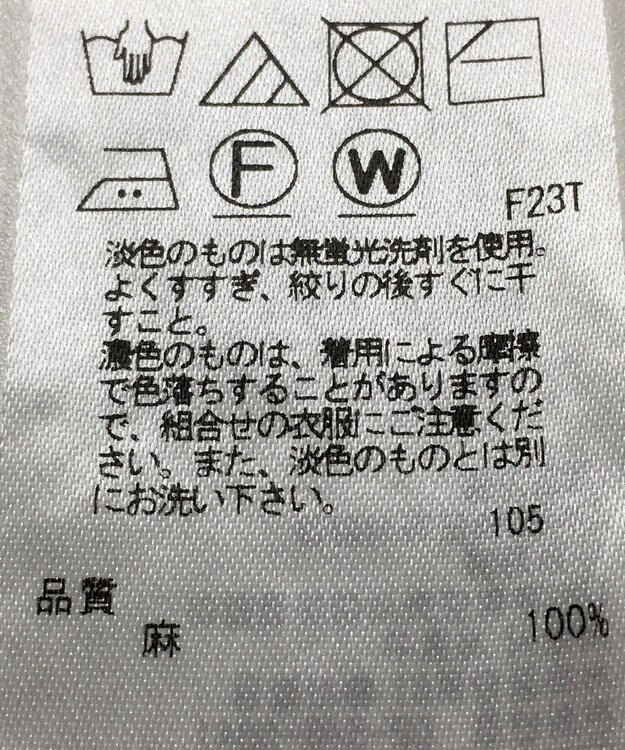 F W F23T
淡色のものは無蛍光洗剤を使用。
よくすすぎ、絞りの後すぐに干
すこと。
濃色のものは、着用による摩擦
で色落ちすることがありますの
で、組合せの衣服にご注意くだ
さい。また、淡色のものとは別
にお洗い下さい。
105
品質
麻 100%